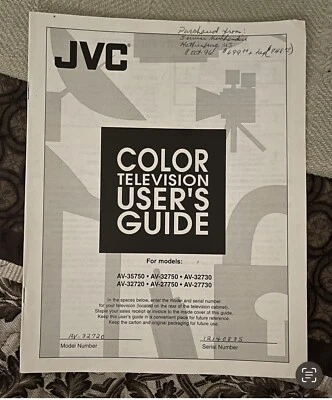 JVC
Purchased from:
COLOR
TELEVISION
USER'S
GUIDE
For models:
AV-35750 • AV-32750 • AV-32730
AV-32720 • AV-27750 • AV-27730
In the spaces below, enter the model and serial number
for your television (located on the rear of the television cabinet).
Staple your sales receipt or invoice to the inside cover of this guide.
Keep this user's guide in a convenient place for future reference.
Keep the carton and original packaging for future use.
AV-32720
Model Number
Serial Number